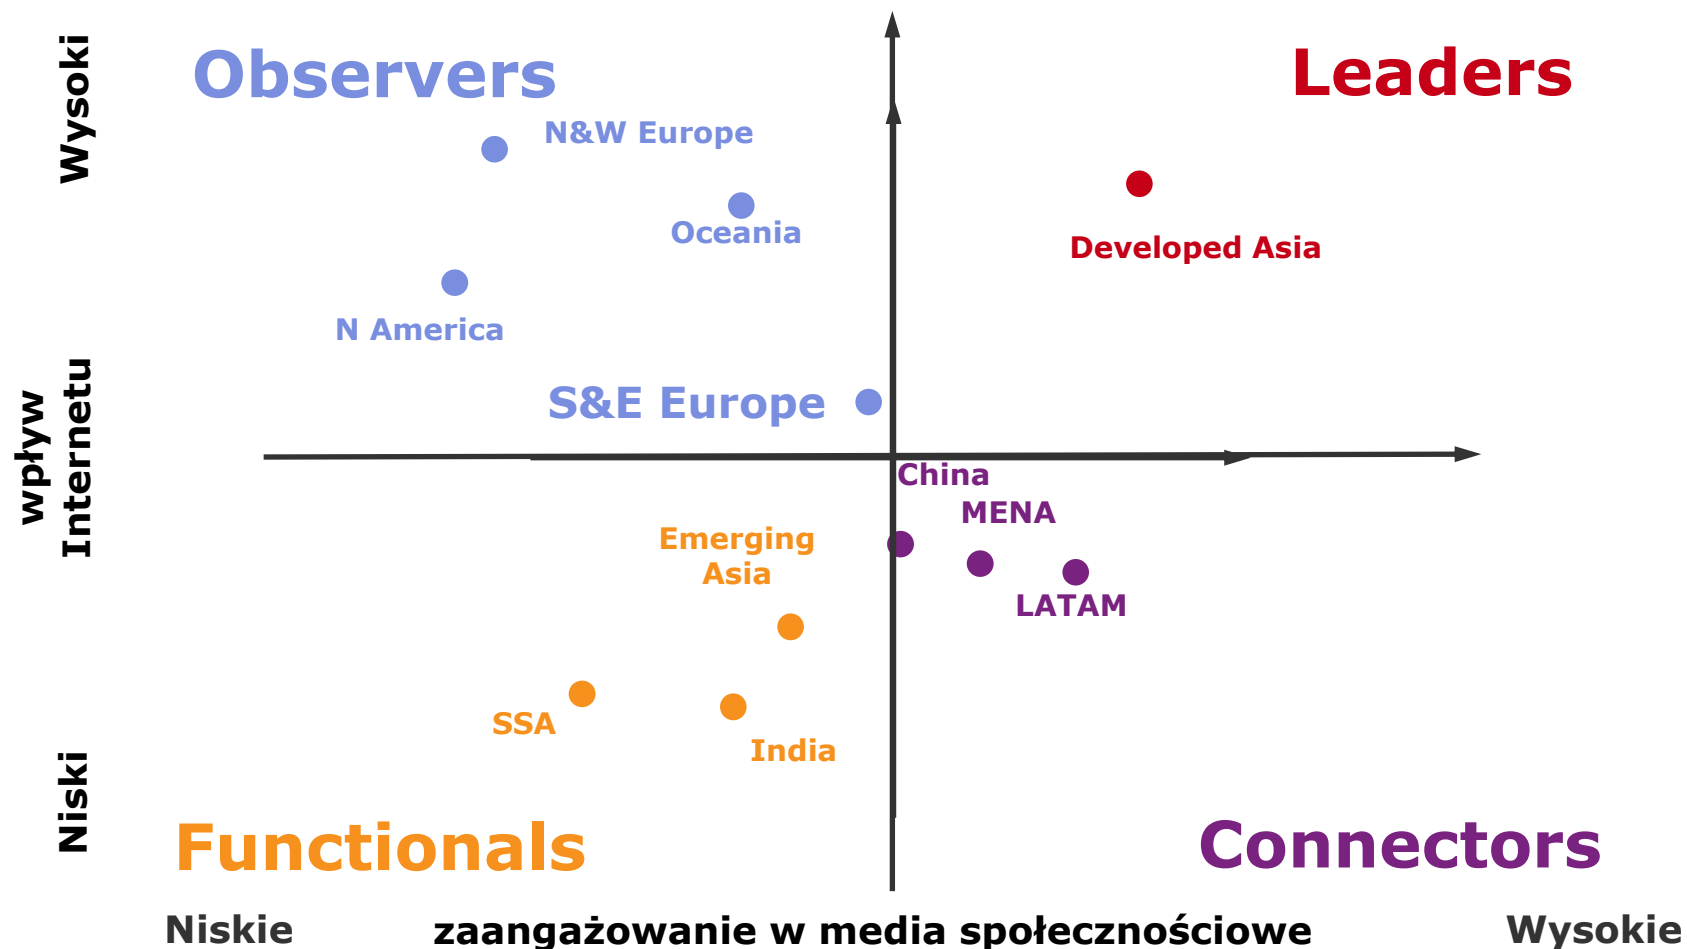 Wysoki
Observers
Leaders
N&W Europe
Oceania
Developed Asia
N America
wpływ
Internetu
S&E Europe
China
MENA
Emerging
Asia
LATAM
SSA
India
Niski
Functionals
Connectors
Niskie
zaangażowanie w media społecznościowe
Wysokie